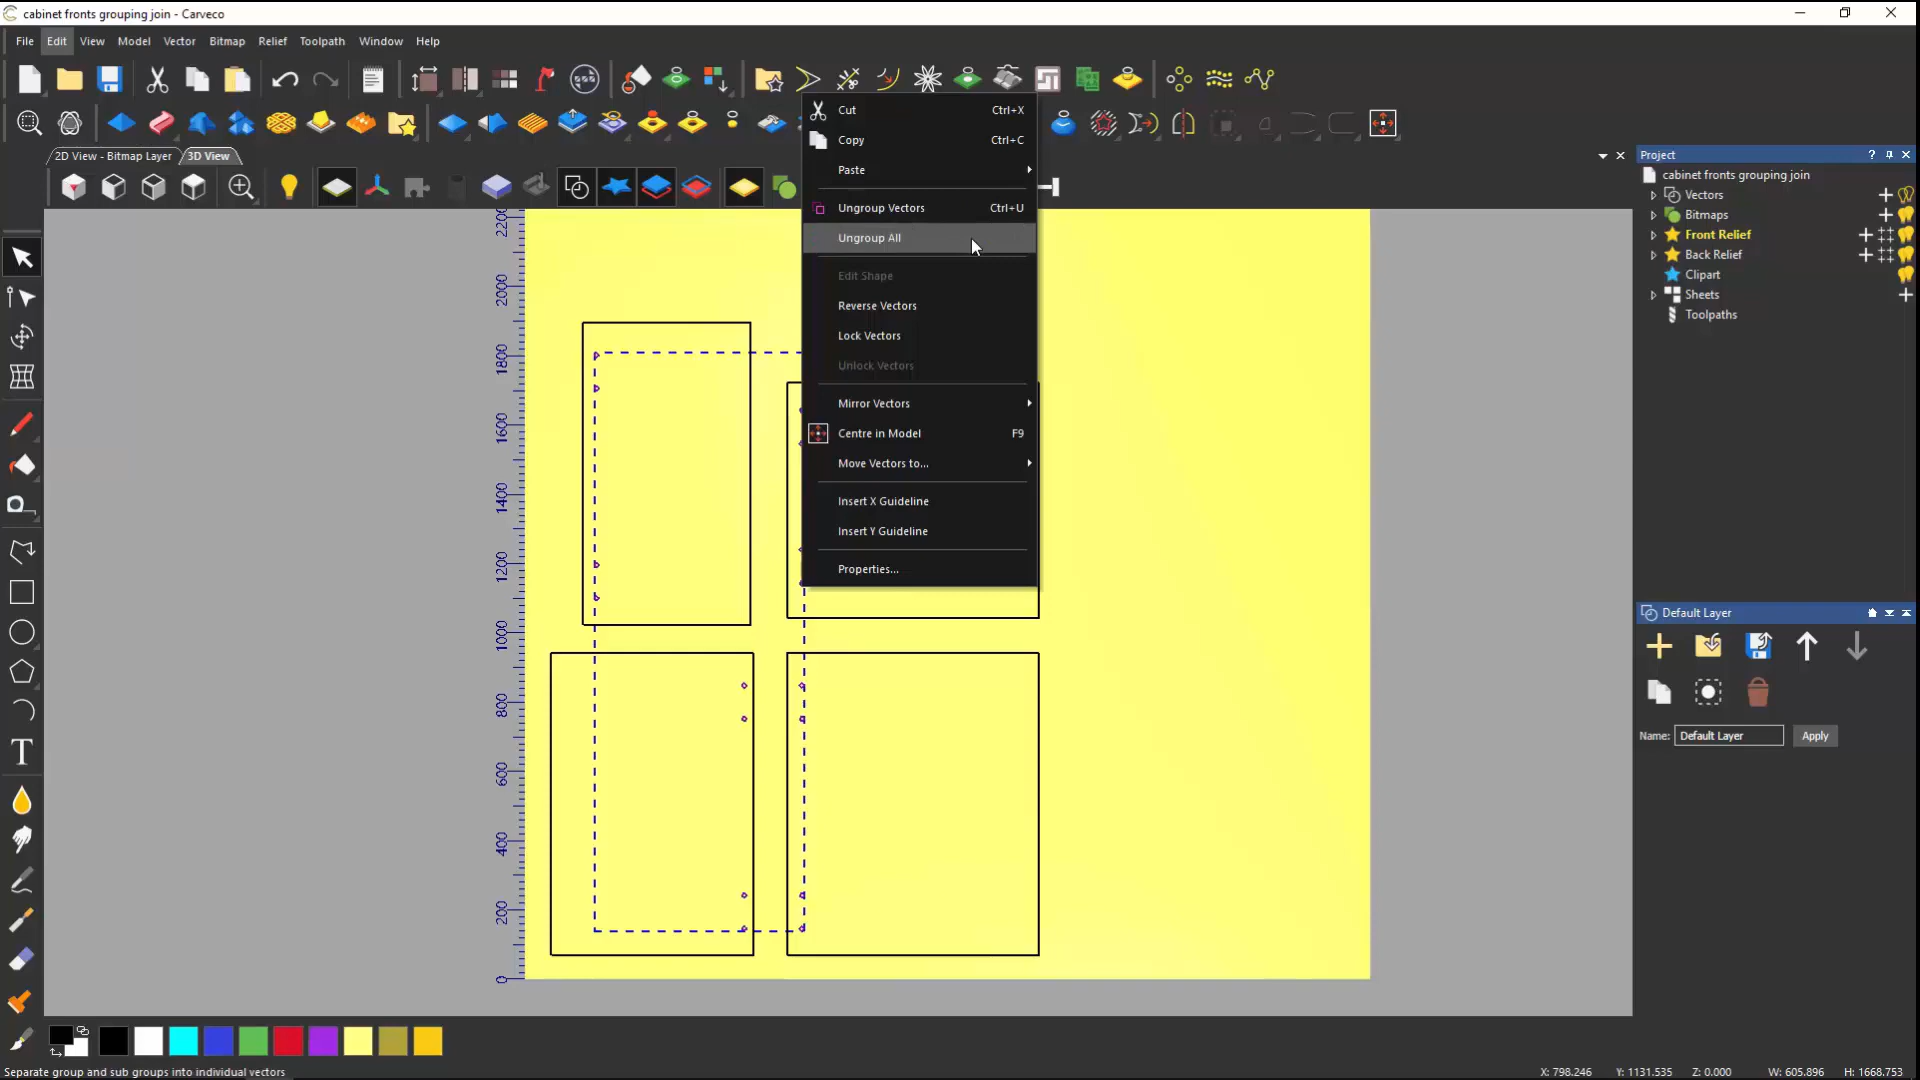 cabinet fronts grouping join - Carveco
File Edit View Model Vector Bitmap Relief Toolpath Window Help
2D View - Bitmap Layer
3D View
Cut Ctrl+X
Copy Ctrl+C
Paste
Ungroup Vectors Ctrl+U
Ungroup All
Edit Shape
Reverse Vectors
Lock Vectors
Unlock Vectors
Mirror Vectors
Centre in Model F9
Move Vectors to...
Insert X Guideline
Insert Y Guideline
Properties...
2200
2000
1800
1600
1400
1200
1000
800
600
400
200
0
Project
cabinet fronts grouping join
Vectors
Bitmaps
Front Relief
Back Relief
Clipart
Sheets
Toolpaths
Default Layer
Name: Default Layer Apply
Separate group and sub groups into individual vectors
X: 798.246 Y: 1131.535 Z: 0.000 W: 605.896 H: 1668.753